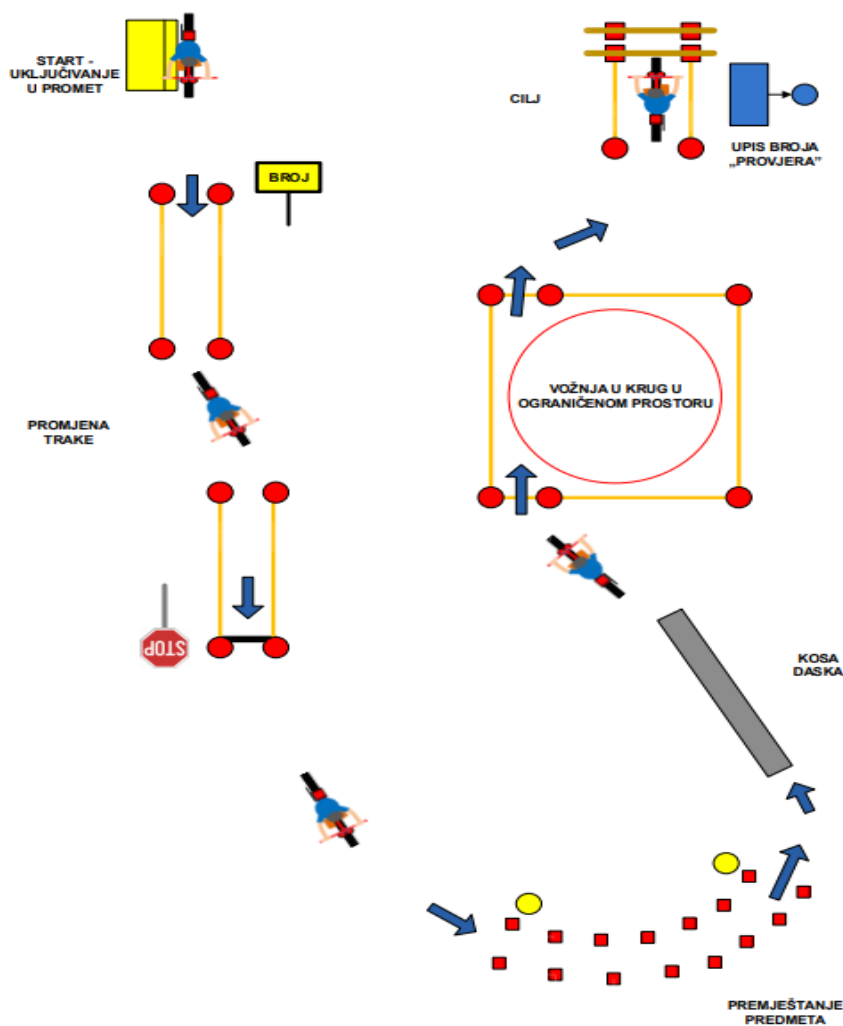 START -
UKLJUČIVANJE
U PROMET
CILJ
UPIS BROJA
„PROVJERA”
BROJ
PROMJENA
TRAKE
VOŽNJA U KRUG U
OGRANIČENOM PROSTORU
STOP
KOSA
DASKA
PREMJEŠTANJE
PREDMETA